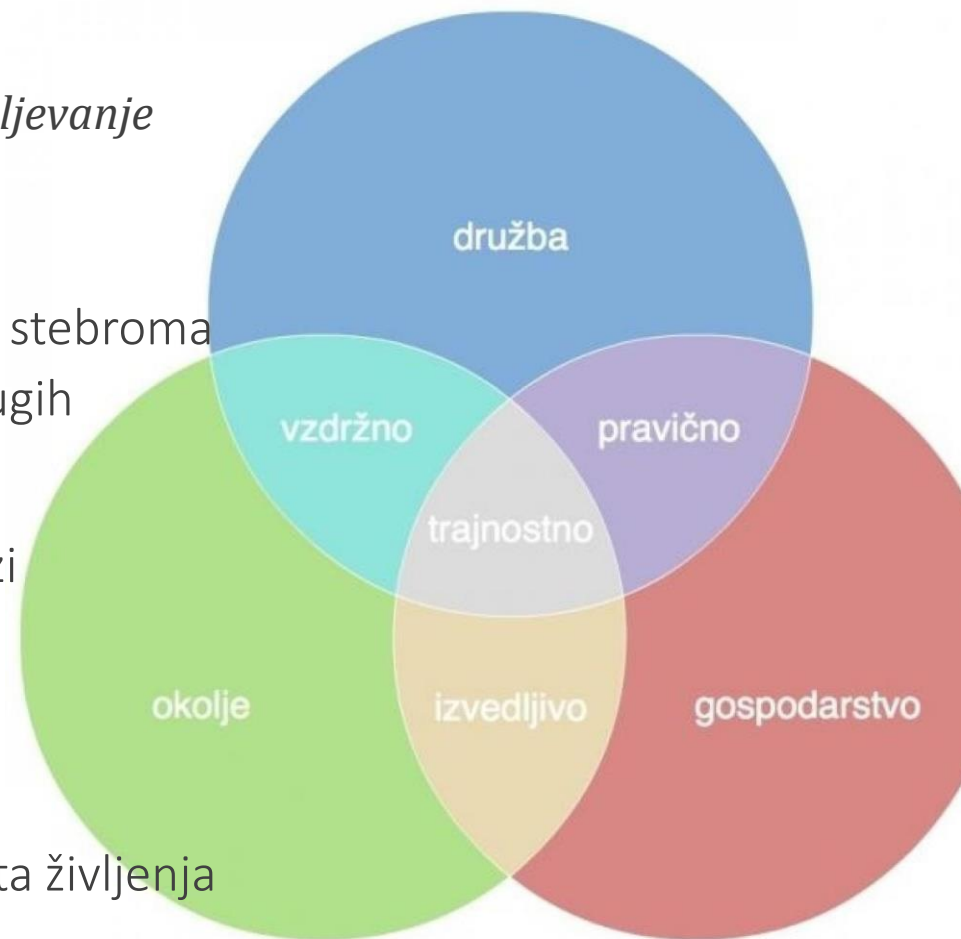 ljevanje
družba
stebroma
ugih
vzdržno
pravično
trajnostno
zi
okolje
izvedljivo
gospodarstvo
ta življenja